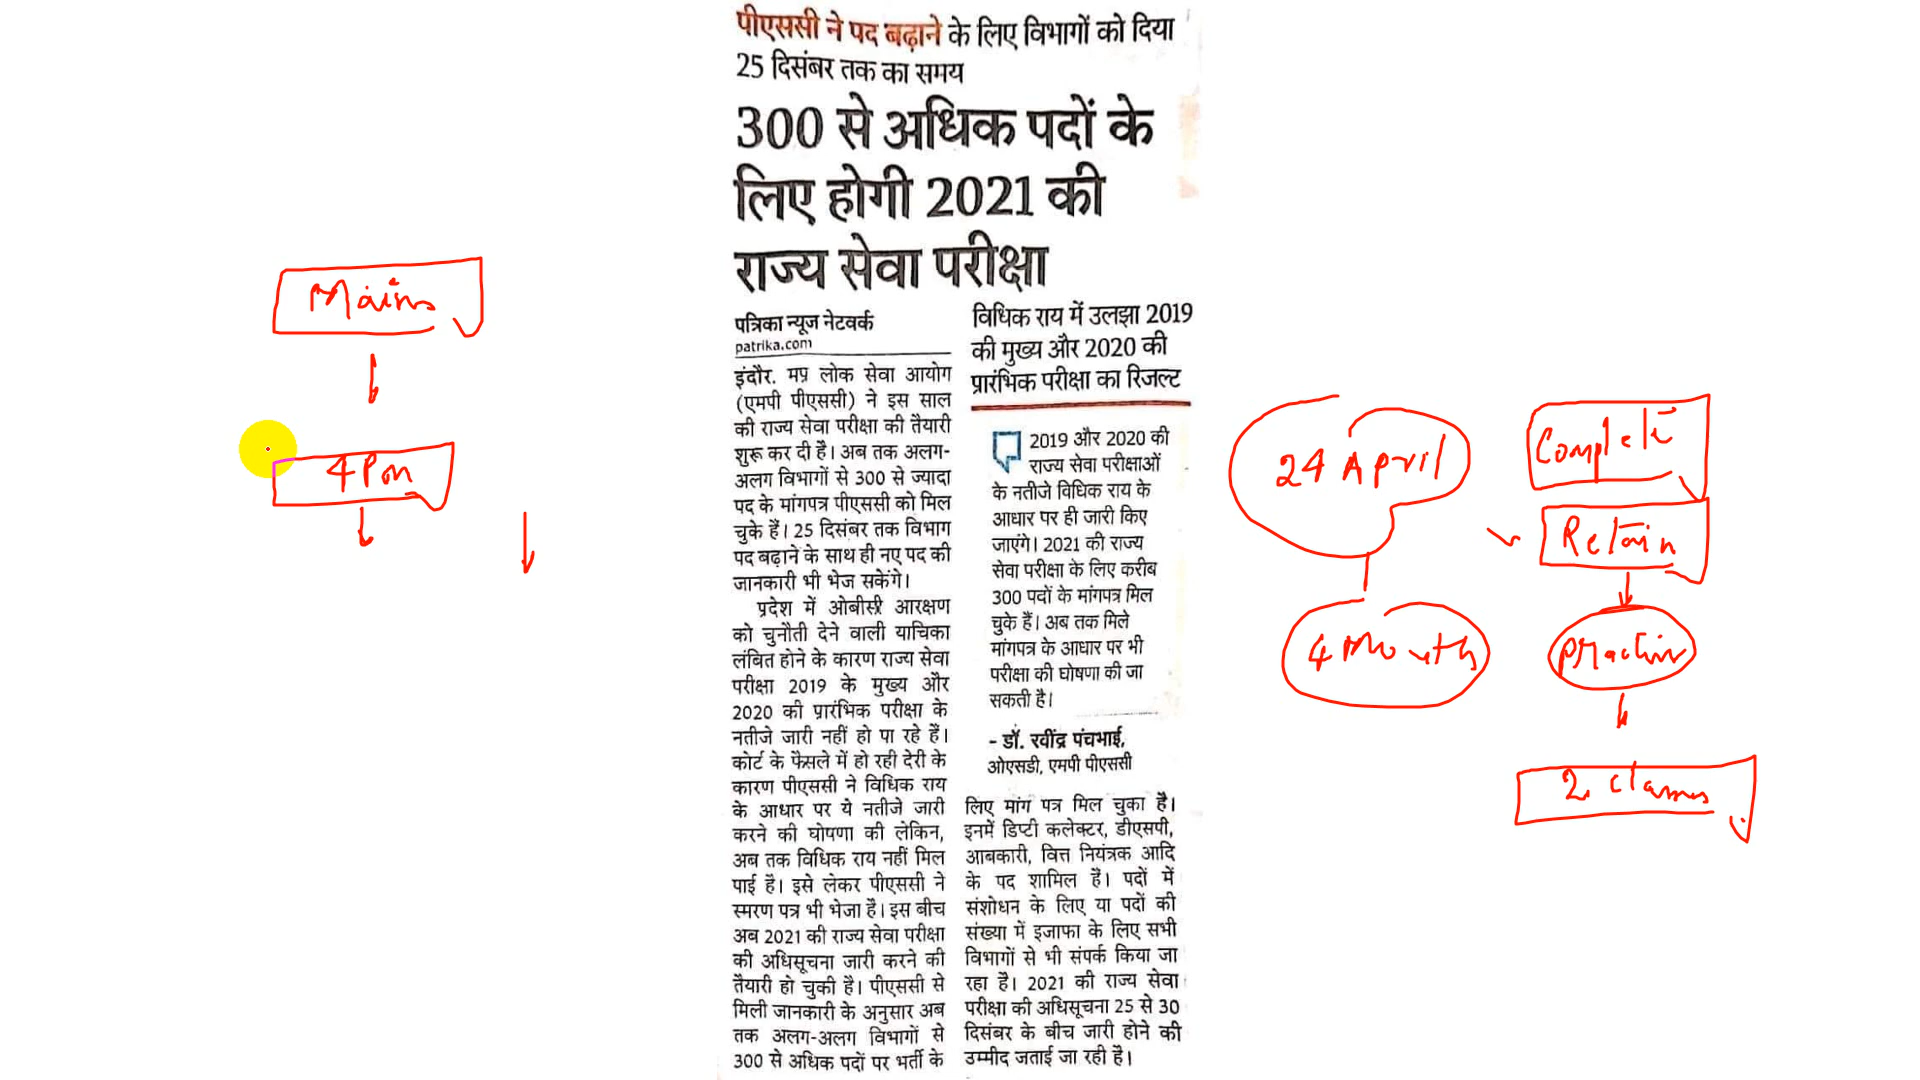 पीएससी ने पद बढ़ाने के लिए विभागों को दिया
25 दिसंबर तक का समय
300 से अधिक पदों के
लिए होगी 2021 की
राज्य सेवा परीक्षा
पत्रिका न्यूज नेटवर्क
patrika.com
इंदौर. मप्र लोक सेवा आयोग
(एमपी पीएससी) ने इस साल
की राज्य सेवा परीक्षा की तैयारी
शुरू कर दी है। अब तक अलग-
अलग विभागों से 300 से ज्यादा
पद के मांगपत्र पीएससी को मिल
चुके हैं। 25 दिसंबर तक विभाग
पद बढ़ाने के साथ ही नए पद की
जानकारी भी भेज सकेंगे।
प्रदेश में ओबीसी आरक्षण
को चुनौती देने वाली याचिका
लंबित होने के कारण राज्य सेवा
परीक्षा 2019 के मुख्य और
2020 की प्रारंभिक परीक्षा के
नतीजे जारी नहीं हो पा रहे हैं।
कोर्ट के फैसले में हो रही देरी के
कारण पीएससी ने विधिक राय
के आधार पर ये नतीजे जारी
करने की घोषणा की लेकिन,
अब तक विधिक राय नहीं मिल
पाई है। इसे लेकर पीएससी ने
स्मरण पत्र भी भेजा है। इस बीच
अब 2021 की राज्य सेवा परीक्षा
की अधिसूचना जारी करने की
तैयारी हो चुकी है। पीएससी से
मिली जानकारी के अनुसार अब
तक अलग-अलग विभागों से
300 से अधिक पदों पर भर्ती के
विधिक राय में उलझा 2019
की मुख्य और 2020 की
प्रारंभिक परीक्षा का रिजल्ट
2019 और 2020 की
राज्य सेवा परीक्षाओं
के नतीजे विधिक राय के
आधार पर ही जारी किए
जाएंगे। 2021 की राज्य
सेवा परीक्षा के लिए करीब
300 पदों के मांगपत्र मिल
चुके हैं। अब तक मिले
मांगपत्र के आधार पर भी
परीक्षा की घोषणा की जा
सकती है।
- डॉ. रवींद्र पंचभाई,
ओएसडी, एमपी पीएससी
लिए मांग पत्र मिल चुका है।
इनमें डिप्टी कलेक्टर, डीएसपी,
आबकारी, वित्त नियंत्रक आदि
के पद शामिल है। पदों में
संशोधन के लिए या पदों की
संख्या में इजाफा के लिए सभी
विभागों से भी संपर्क किया जा
रहा है। 2021 की राज्य सेवा
परीक्षा की अधिसूचना 25 से 30
दिसंबर के बीच जारी होने की
उम्मीद जताई जा रही है।
Mains
4
24 April
4 Month
Complete
Retain
practice
2 classes